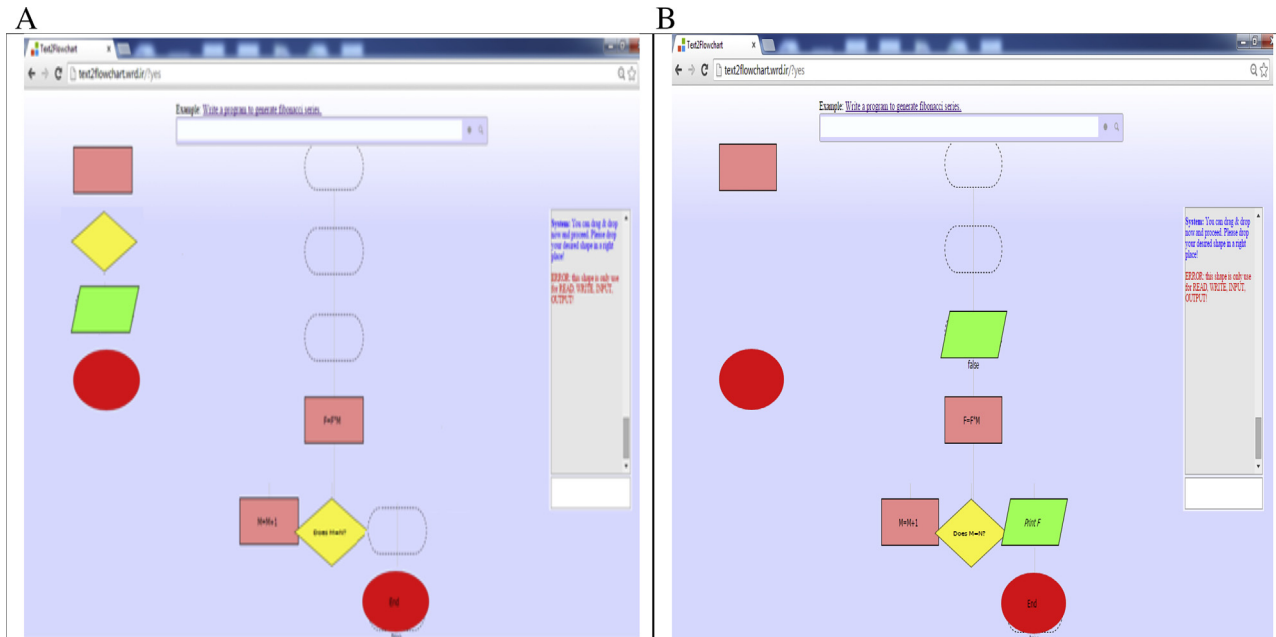 A
Text2Flowchart x
text2flowchart.wrd.ir/?yes
Example: Write a program to generate fibonacci series.
System: You can drag & drop
now and proceed. Please drop
your desired shape in a right
place!
ERROR: this shape is only use
for READ, WRITE, INPUT,
OUTPUT!
F=F*M
M=M+1
Does M=N?
End
B
Text2Flowchart x
text2flowchart.wrd.ir/?yes
Example: Write a program to generate fibonacci series.
System: You can drag & drop
now and proceed. Please drop
your desired shape in a right
place!
ERROR: this shape is only use
for READ, WRITE, INPUT,
OUTPUT!
false
F=F*M
M=M+1
Does M=N?
Print F
End